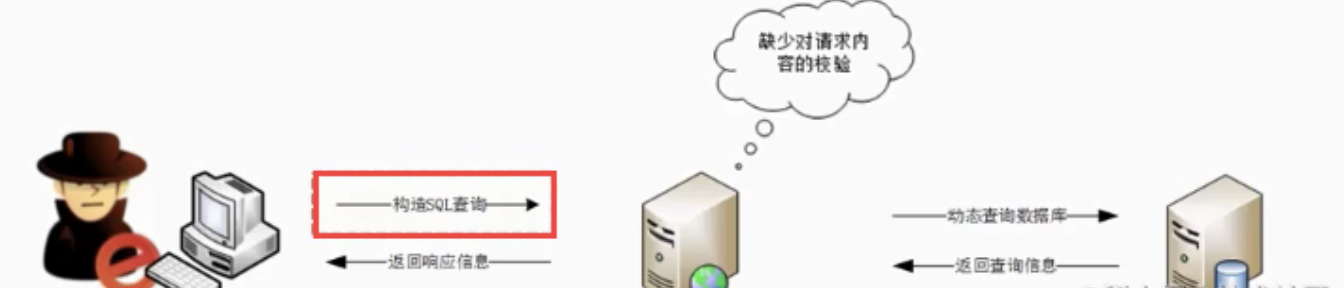 缺少对请求内
容的校验
构造SQL查询
动态查询数据库
返回响应信息
返回查询信息